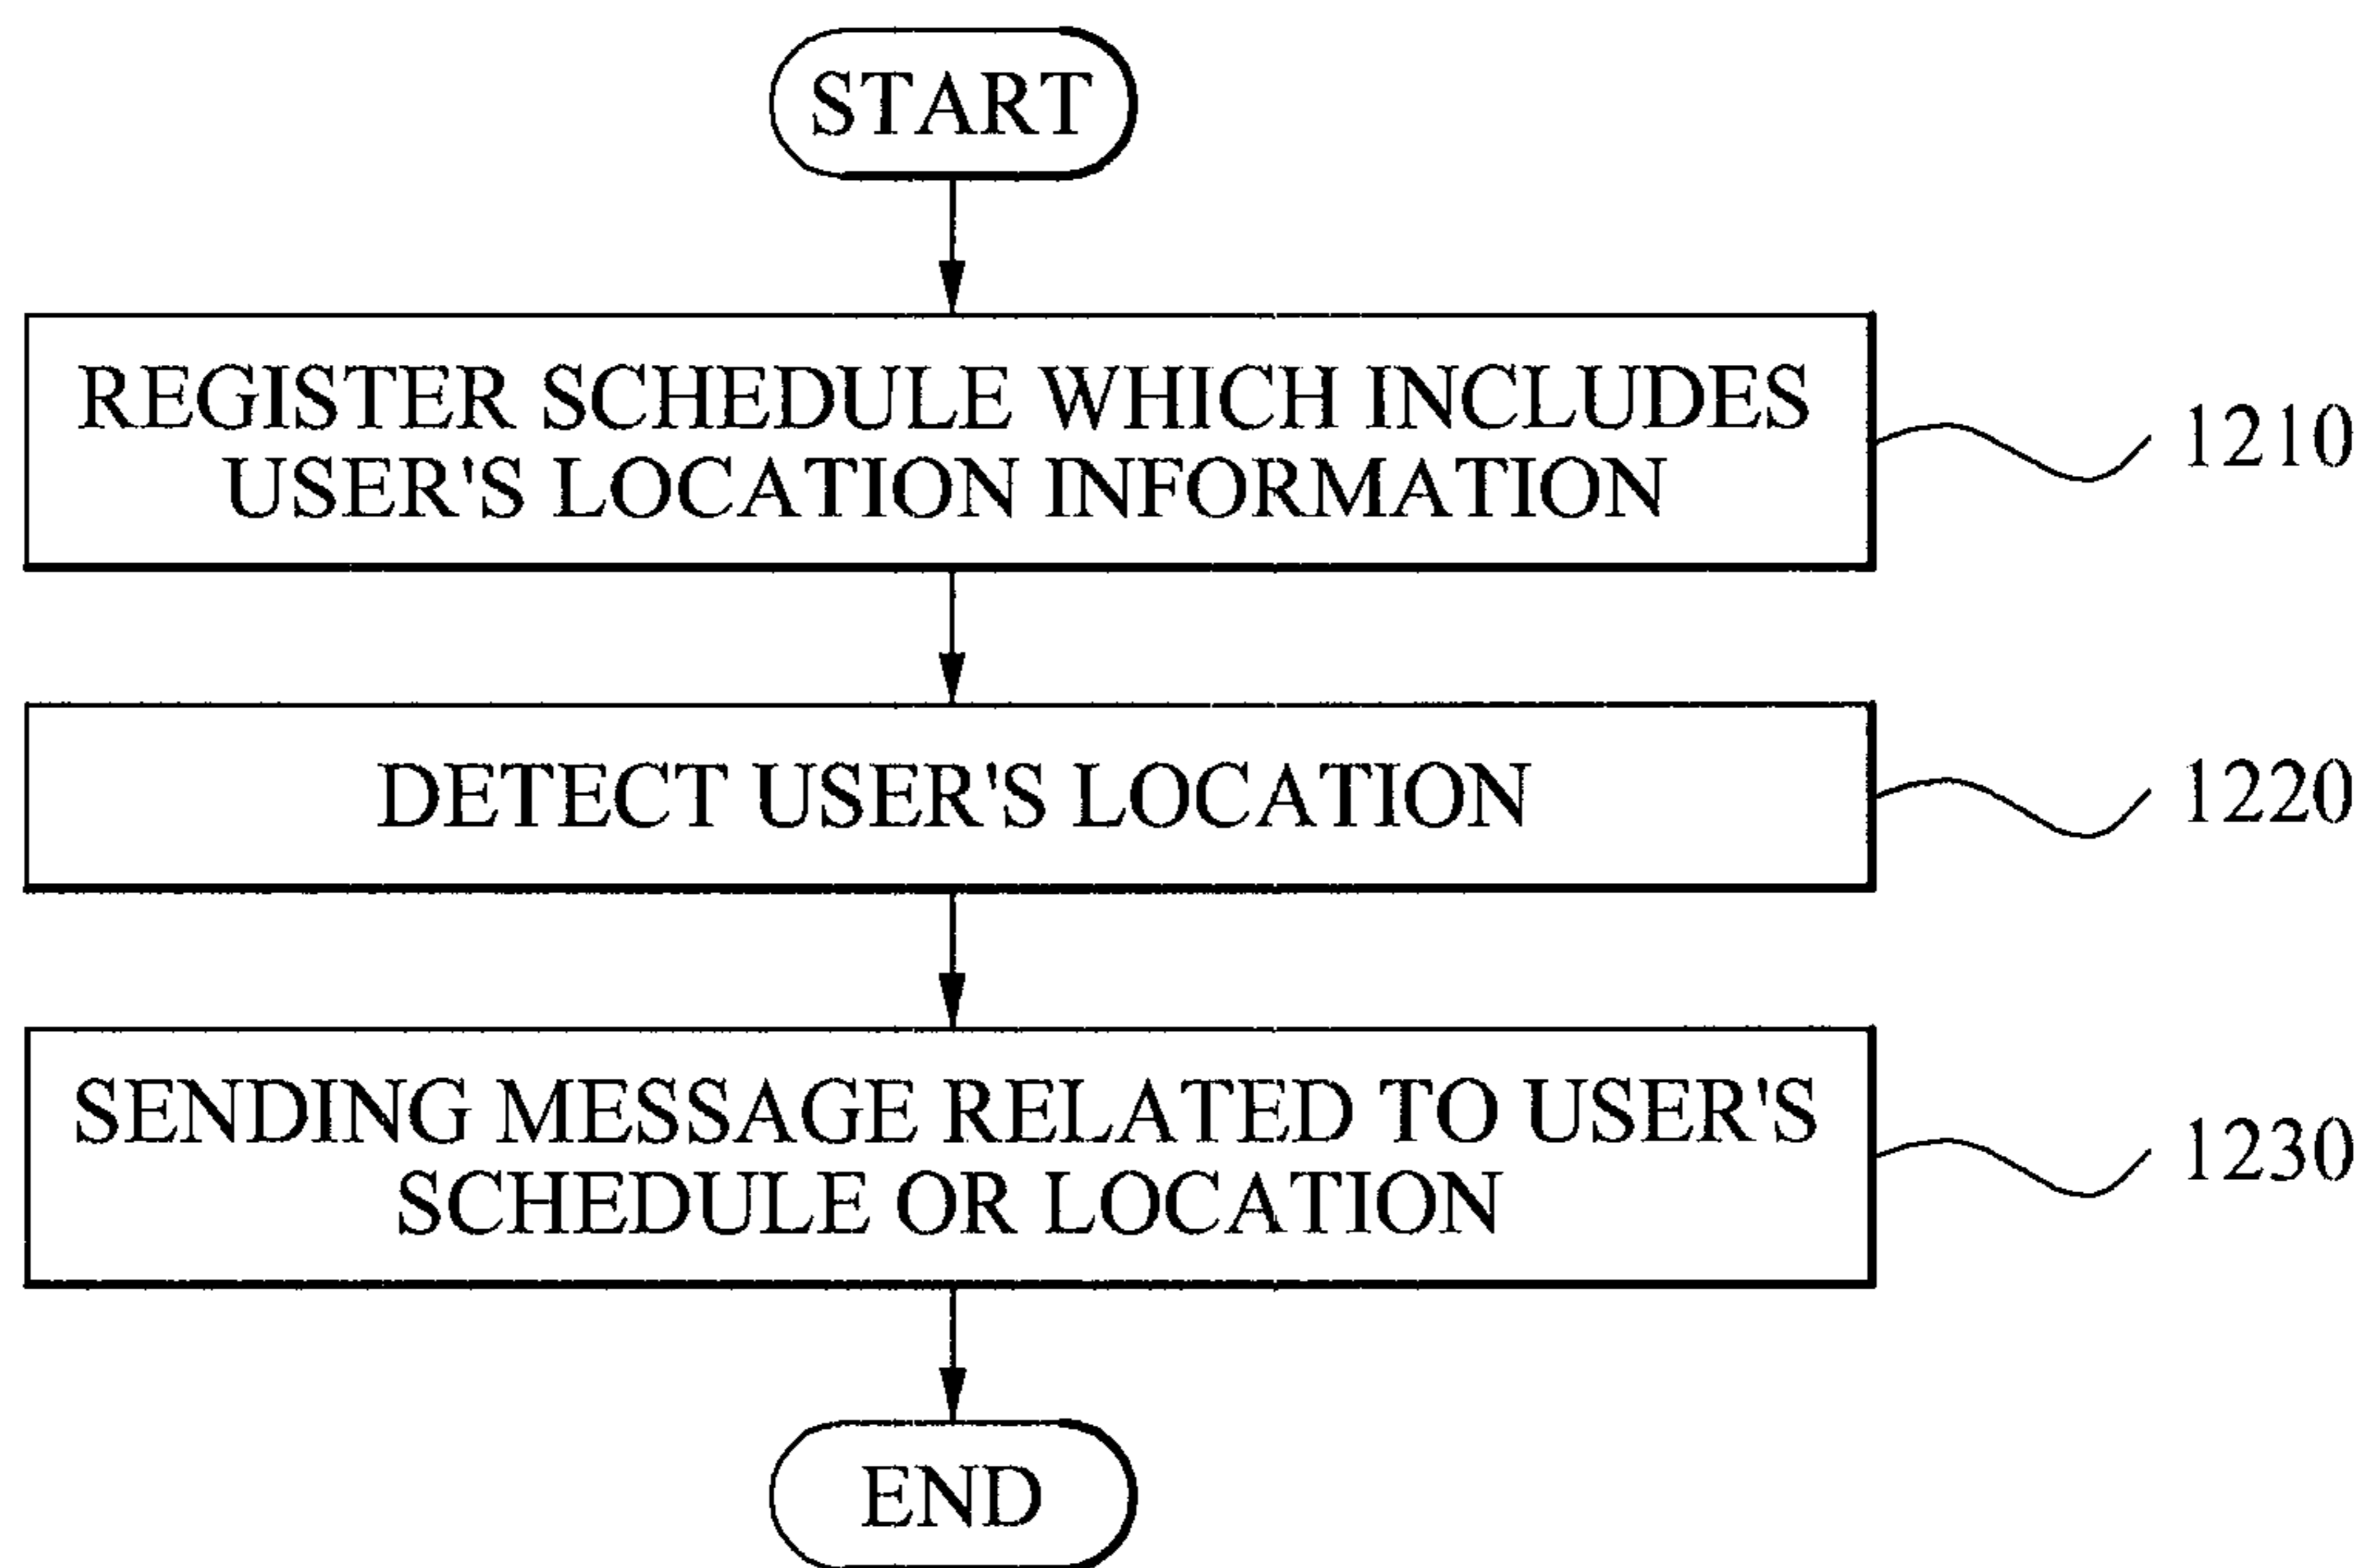 START
REGISTER SCHEDULE WHICH INCLUDES
USER'S LOCATION INFORMATION
1210
DETECT USER'S LOCATION
1220
SENDING MESSAGE RELATED TO USER'S
SCHEDULE OR LOCATION
1230
END